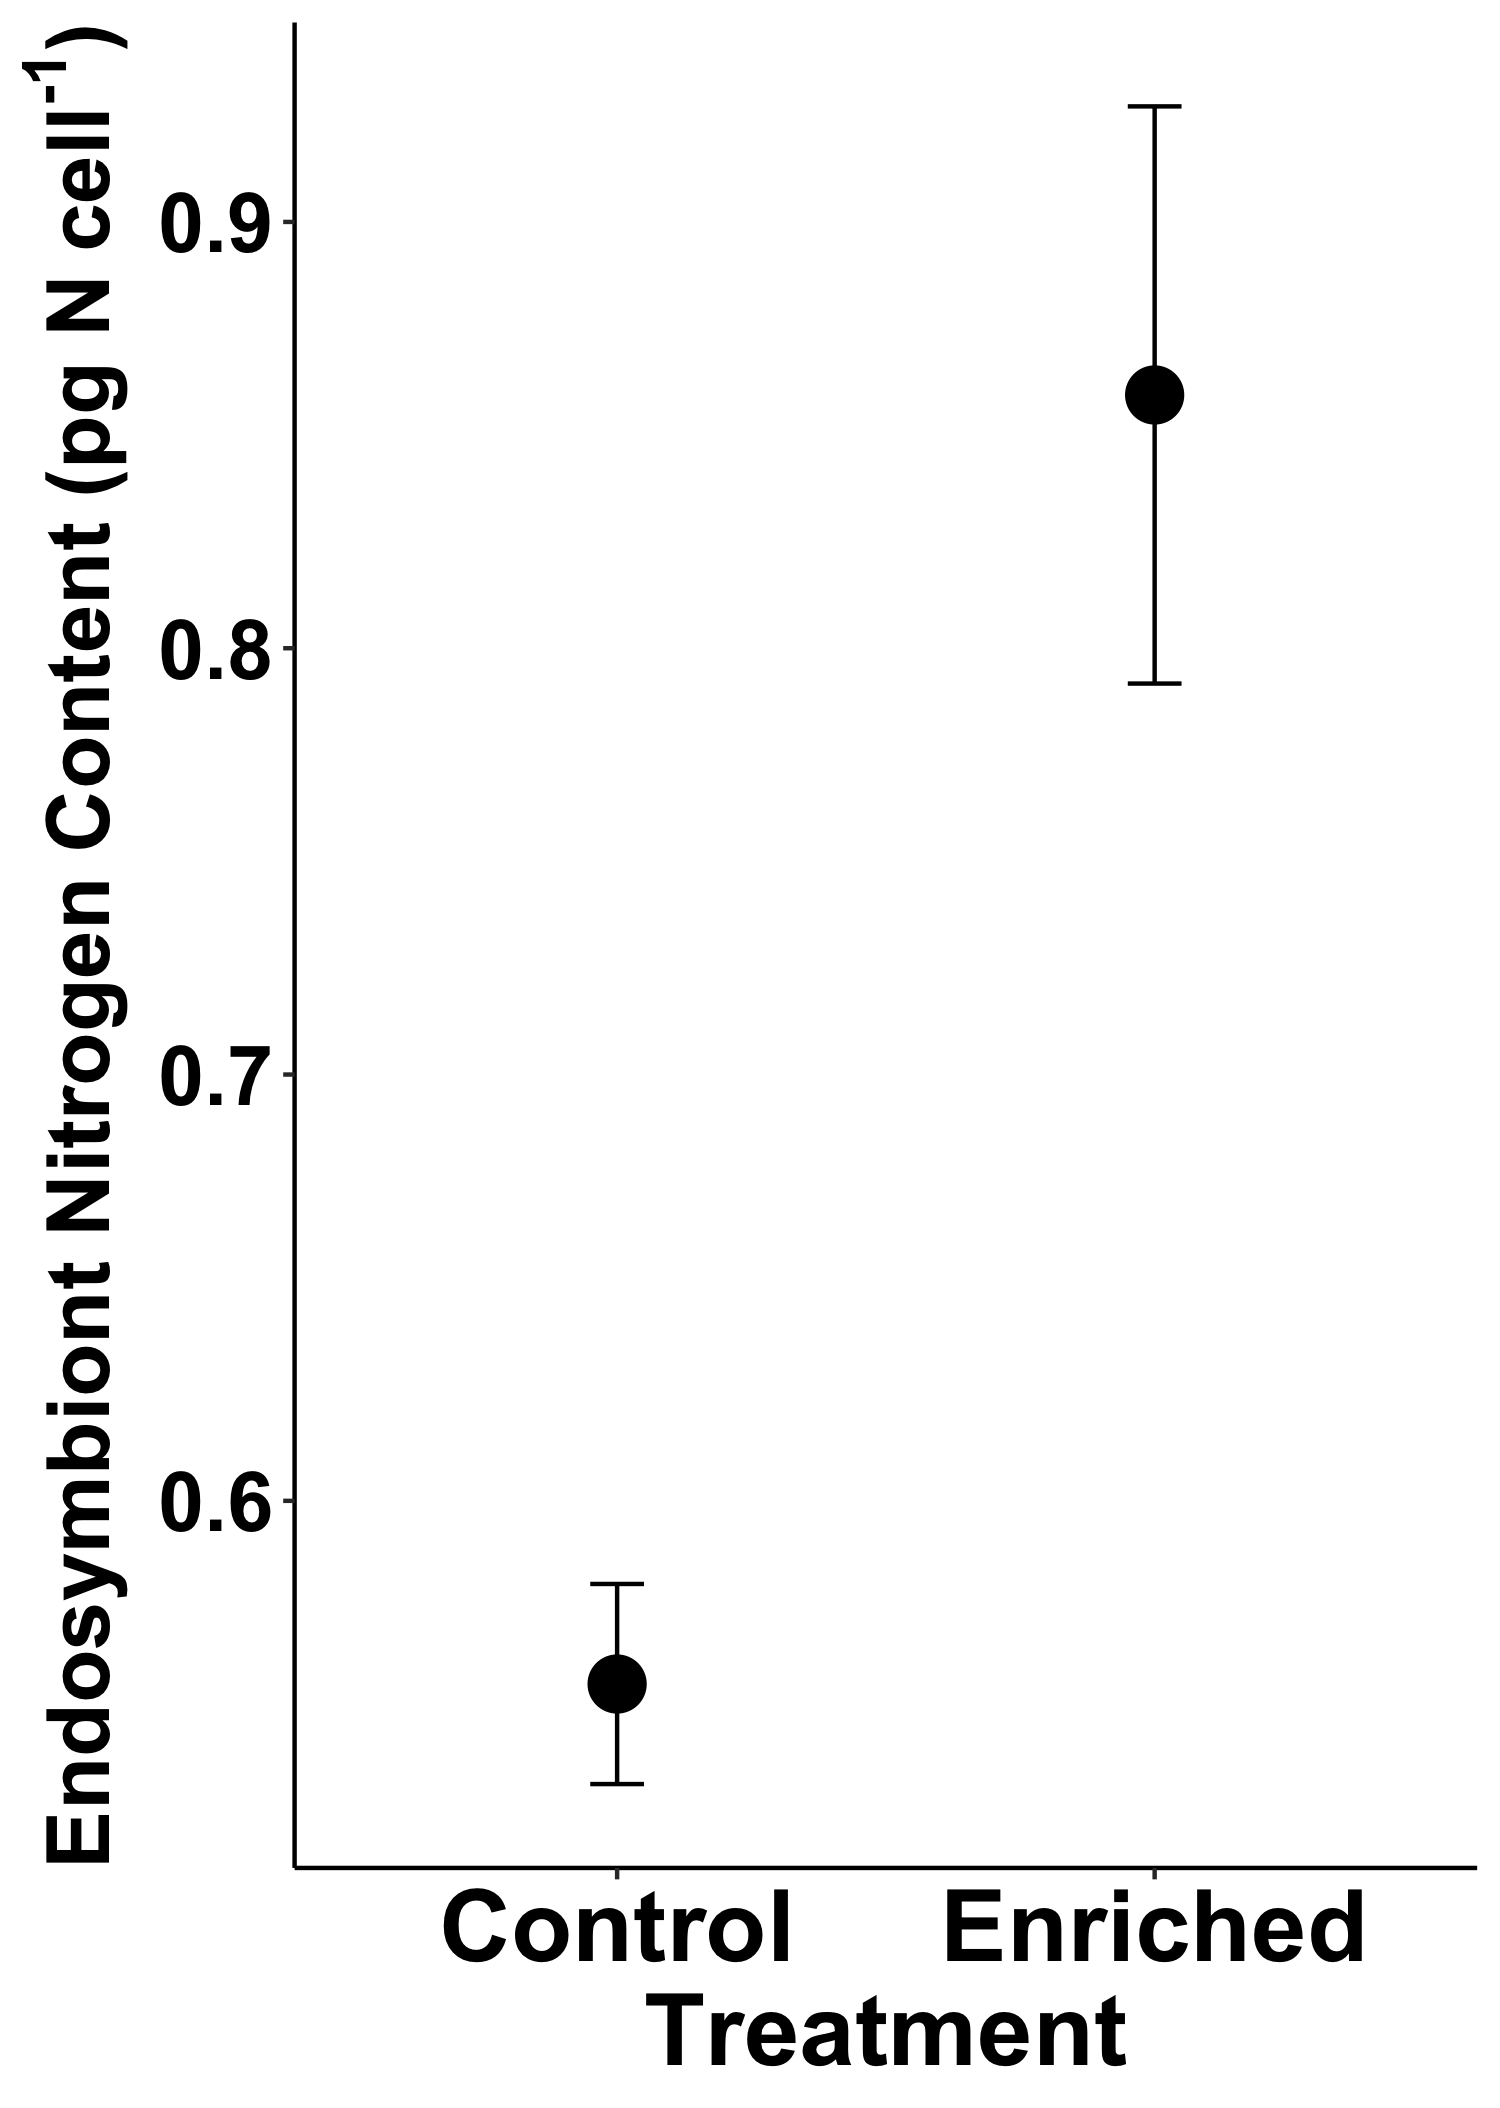 Endosymbiont Nitrogen Content (pg N cell⁻¹)
0.9
0.8
0.7
0.6
Control Enriched
Treatment